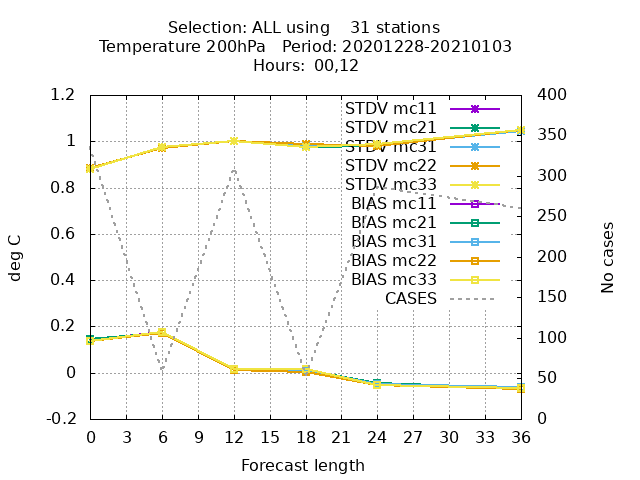 Selection: ALL using    31 stations
Temperature 200hPa   Period: 20201228-20210103
Hours:  00,12
1.2
1
0.8
0.6
0.4
0.2
0
-0.2
deg C
STDV mc11
STDV mc21
STDV mc31
STDV mc22
STDV mc33
BIAS mc11
BIAS mc21
BIAS mc31
BIAS mc22
BIAS mc33
CASES
400
350
300
250
200
150
100
50
0
No cases
0 3 6 9 12 15 18 21 24 27 30 33 36
Forecast length